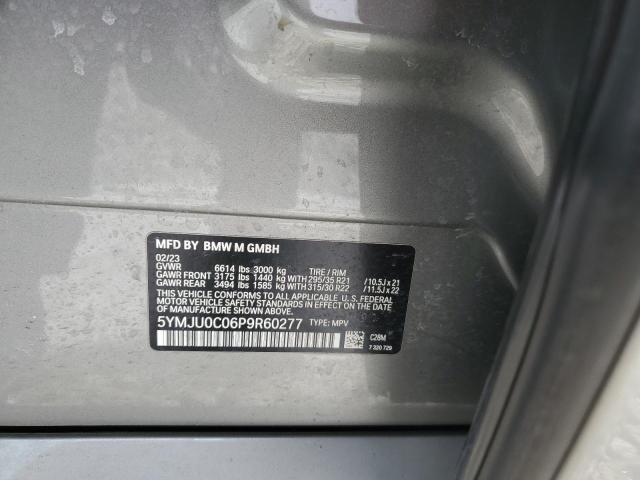 MFD BY BMW M GMBH
02/23
GVWR 6614 lbs 3000 kg TIRE / RIM
GAWR FRONT 3175 lbs 1440 kg WITH 295/35 R21 / 10.5J x 21
GAWR REAR 3494 lbs 1585 kg WITH 315/30 R22 / 11.5J x 22
THIS VEHICLE CONFORMS TO ALL APPLICABLE U.S. FEDERAL
MOTOR VEHICLE SAFETY STANDARDS IN EFFECT ON THE DATE
OF MANUFACTURE SHOWN ABOVE.
5YMJU0C06P9R60277 TYPE: MPV
C28M
7 320 729